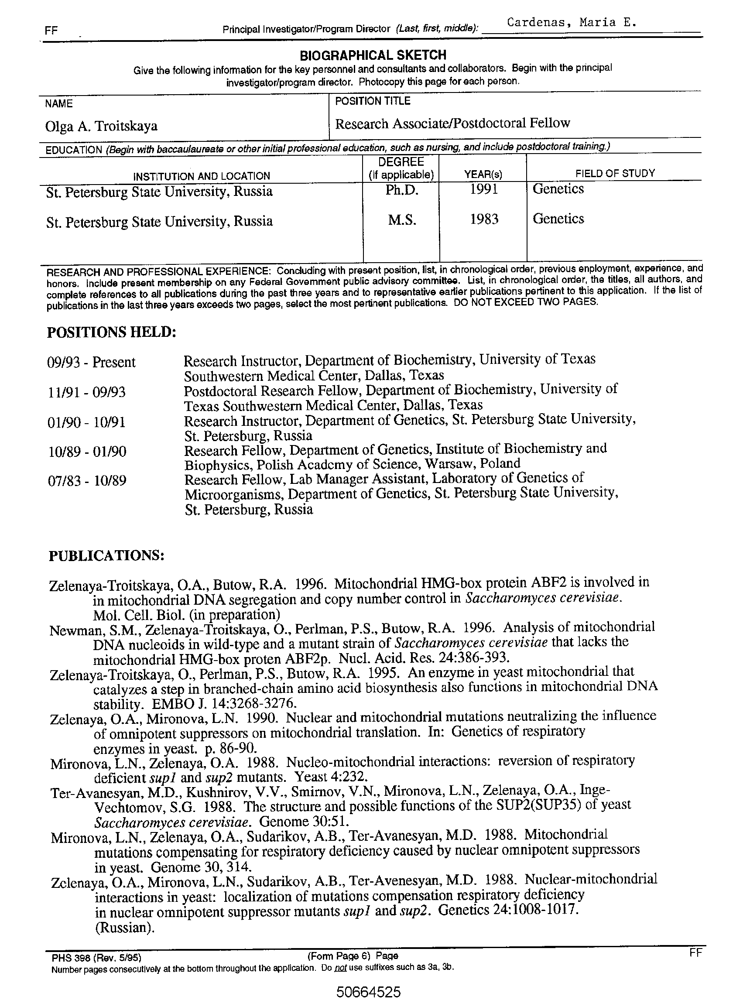 FF
Principal Investigator/Program Director (Last, first, middle): Cardenas, Maria E.
BIOGRAPHICAL SKETCH
Give the following information for the key personnel and consultants and collaborators. Begin with the principal
investigator/program director. Photocopy this page for each person.
NAME
POSITION TITLE
Olga A. Troitskaya
Research Associate/Postdoctoral Fellow
EDUCATION (Begin with baccaulaureate or other initial professional education, such as nursing, and include postdoctoral training.)
INSTITUTION AND LOCATION
DEGREE
(if applicable)
YEAR(s)
FIELD OF STUDY
St. Petersburg State University, Russia Ph.D. 1991 Genetics
St. Petersburg State University, Russia M.S. 1983 Genetics
RESEARCH AND PROFESSIONAL EXPERIENCE: Concluding with present position, list, in chronological order, previous enployment, experience, and
honors. Include present membership on any Federal Government public advisory committee. List, in chronological order, the titles, all authors, and
complete references to all publications during the past three years and to representative earlier publications pertinent to this application. If the list of
publications in the last three years exceeds two pages, select the most pertinent publications. DO NOT EXCEED TWO PAGES.
POSITIONS HELD:
09/93 - Present Research Instructor, Department of Biochemistry, University of Texas
Southwestern Medical Center, Dallas, Texas
11/91 - 09/93 Postdoctoral Research Fellow, Department of Biochemistry, University of
Texas Southwestern Medical Center, Dallas, Texas
01/90 - 10/91 Research Instructor, Department of Genetics, St. Petersburg State University,
St. Petersburg, Russia
10/89 - 01/90 Research Fellow, Department of Genetics, Institute of Biochemistry and
Biophysics, Polish Academy of Science, Warsaw, Poland
07/83 - 10/89 Research Fellow, Lab Manager Assistant, Laboratory of Genetics of
Microorganisms, Department of Genetics, St. Petersburg State University,
St. Petersburg, Russia
PUBLICATIONS:
Zelenaya-Troitskaya, O.A., Butow, R.A. 1996. Mitochondrial HMG-box protein ABF2 is involved in
in mitochondrial DNA segregation and copy number control in Saccharomyces cerevisiae.
Mol. Cell. Biol. (in preparation)
Newman, S.M., Zelenaya-Troitskaya, O., Perlman, P.S., Butow, R.A. 1996. Analysis of mitochondrial
DNA nucleoids in wild-type and a mutant strain of Saccharomyces cerevisiae that lacks the
mitochondrial HMG-box proten ABF2p. Nucl. Acid. Res. 24:386-393.
Zelenaya-Troitskaya, O., Perlman, P.S., Butow, R.A. 1995. An enzyme in yeast mitochondrial that
catalyzes a step in branched-chain amino acid biosynthesis also functions in mitochondrial DNA
stability. EMBO J. 14:3268-3276.
Zelenaya, O.A., Mironova, L.N. 1990. Nuclear and mitochondrial mutations neutralizing the influence
of omnipotent suppressors on mitochondrial translation. In: Genetics of respiratory
enzymes in yeast. p. 86-90.
Mironova, L.N., Zelenaya, O.A. 1988. Nucleo-mitochondrial interactions: reversion of respiratory
deficient sup1 and sup2 mutants. Yeast 4:232.
Ter-Avanesyan, M.D., Kushnirov, V.V., Smirnov, V.N., Mironova, L.N., Zelenaya, O.A., Inge-
Vechtomov, S.G. 1988. The structure and possible functions of the SUP2(SUP35) of yeast
Saccharomyces cerevisiae. Genome 30:51.
Mironova, L.N., Zelenaya, O.A., Sudarikov, A.B., Ter-Avanesyan, M.D. 1988. Mitochondrial
mutations compensating for respiratory deficiency caused by nuclear omnipotent suppressors
in yeast. Genome 30, 314.
Zelenaya, O.A., Mironova, L.N., Sudarikov, A.B., Ter-Avenesyan, M.D. 1988. Nuclear-mitochondrial
interactions in yeast: localization of mutations compensation respiratory deficiency
in nuclear omnipotent suppressor mutants sup1 and sup2. Genetics 24:1008-1017.
(Russian).
PHS 398 (Rev. 5/95) (Form Page 6) Page FF
Number pages consecutively at the bottom throughout the application. Do not use suffixes such as 3a, 3b.
50664525